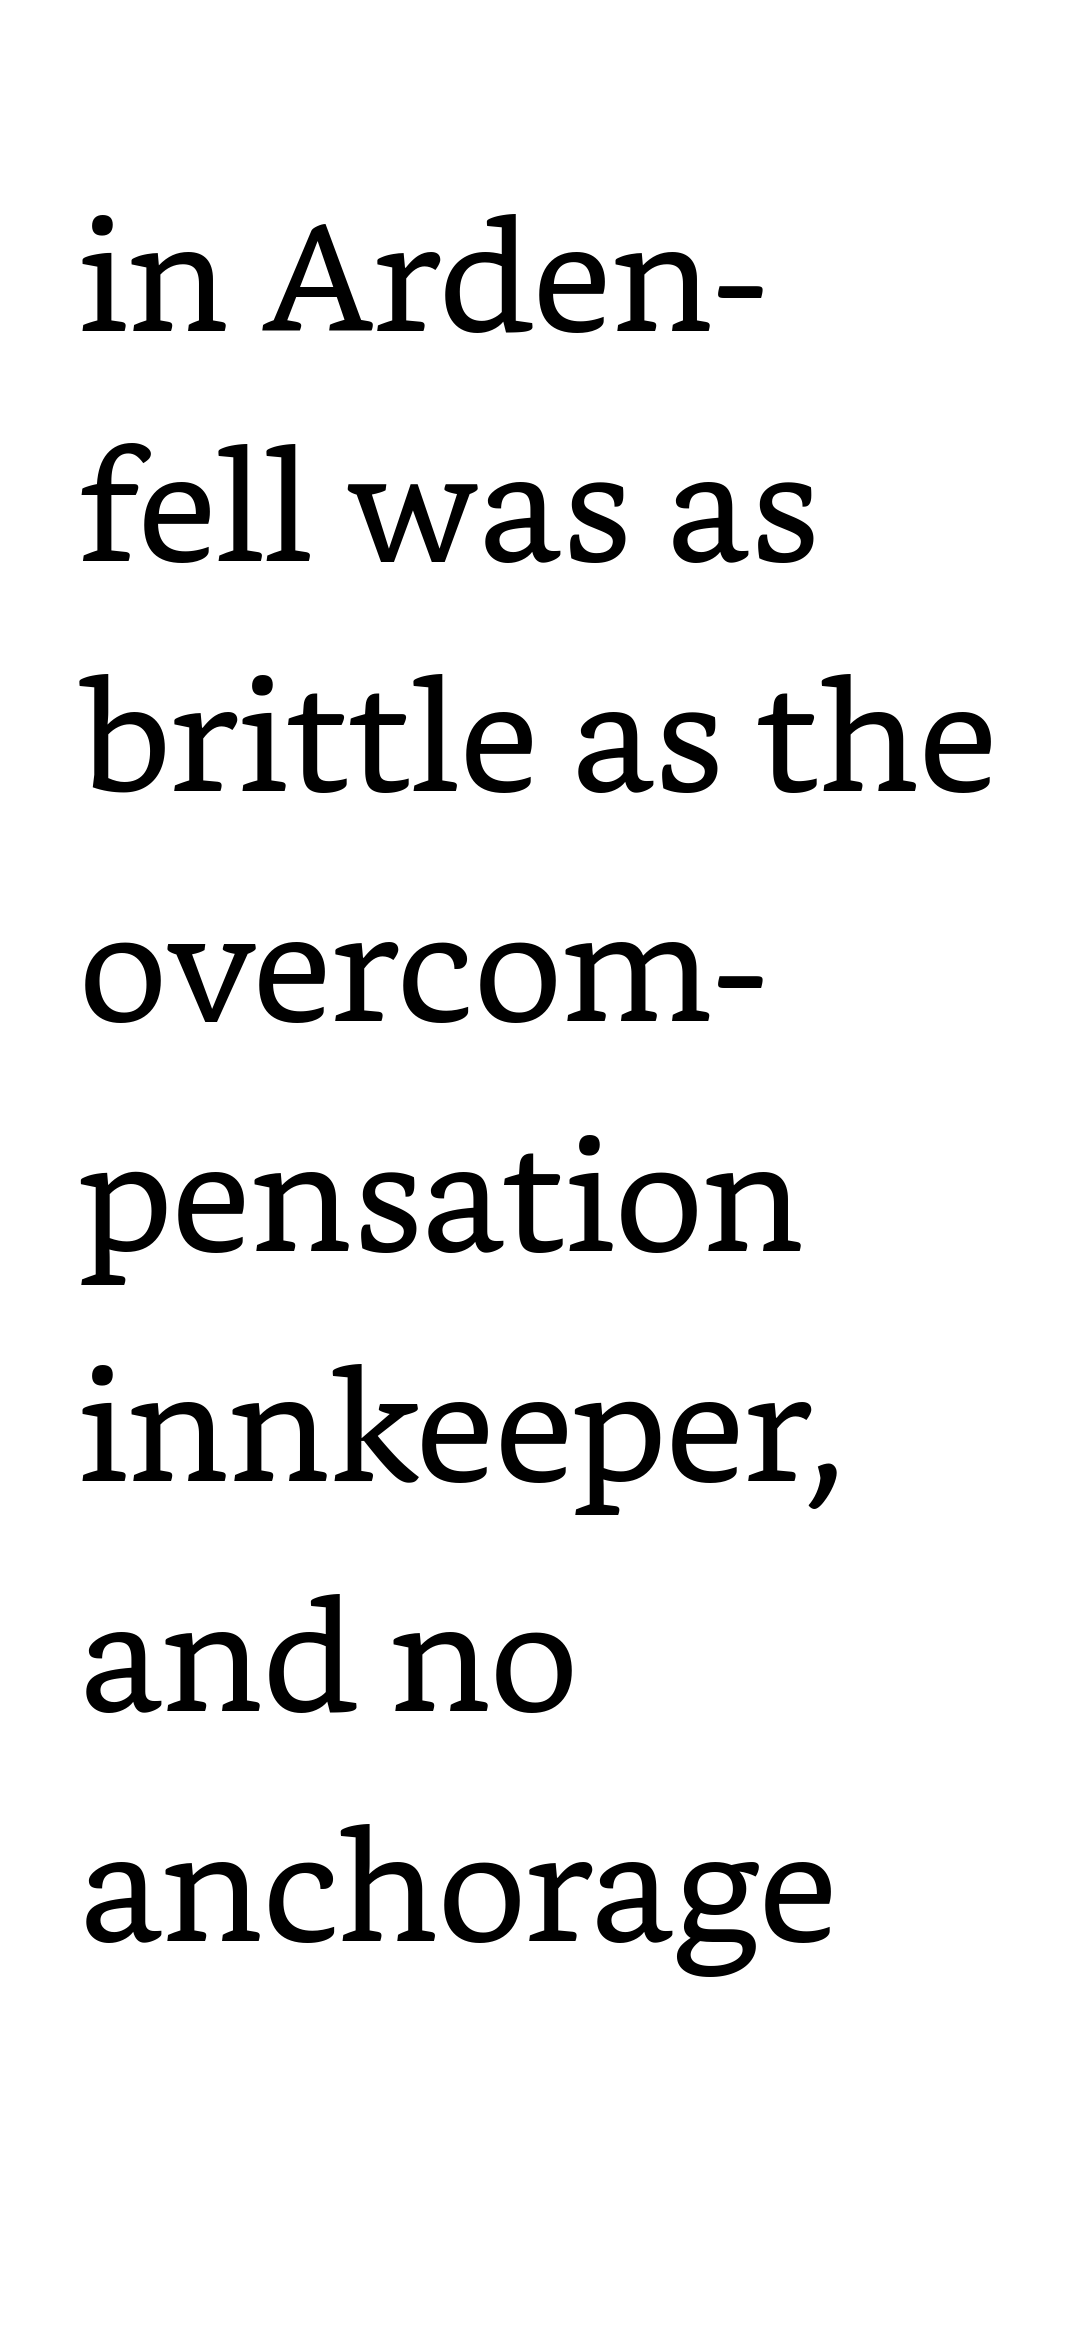 in Arden-
fell was as
brittle as the
overcom-
pensation
innkeeper,
and no
anchorage